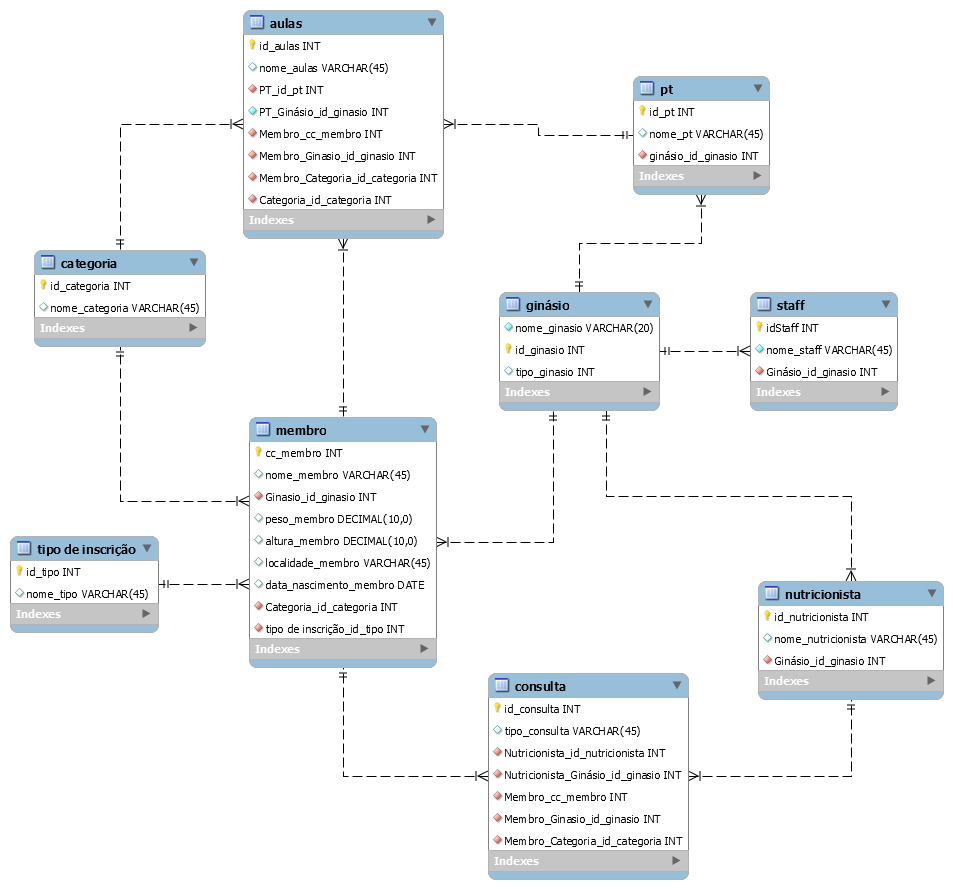 aulas
id_aulas INT
nome_aulas VARCHAR(45)
PT_id_pt INT
PT_Ginásio_id_ginasio INT
Membro_cc_membro INT
Membro_Ginasio_id_ginasio INT
Membro_Categoria_id_categoria INT
Categoria_id_categoria INT
Indexes
pt
id_pt INT
nome_pt VARCHAR(45)
ginásio_id_ginasio INT
Indexes
categoria
id_categoria INT
nome_categoria VARCHAR(45)
Indexes
ginásio
nome_ginasio VARCHAR(20)
id_ginasio INT
tipo_ginasio INT
Indexes
staff
idStaff INT
nome_staff VARCHAR(45)
Ginásio_id_ginasio INT
Indexes
membro
cc_membro INT
nome_membro VARCHAR(45)
Ginasio_id_ginasio INT
peso_membro DECIMAL(10,0)
altura_membro DECIMAL(10,0)
localidade_membro VARCHAR(45)
data_nascimento_membro DATE
Categoria_id_categoria INT
tipo de inscrição_id_tipo INT
Indexes
tipo de inscrição
id_tipo INT
nome_tipo VARCHAR(45)
Indexes
nutricionista
id_nutricionista INT
nome_nutricionista VARCHAR(45)
Ginásio_id_ginasio INT
Indexes
consulta
id_consulta INT
tipo_consulta VARCHAR(45)
Nutricionista_id_nutricionista INT
Nutricionista_Ginásio_id_ginasio INT
Membro_cc_membro INT
Membro_Ginasio_id_ginasio INT
Membro_Categoria_id_categoria INT
Indexes